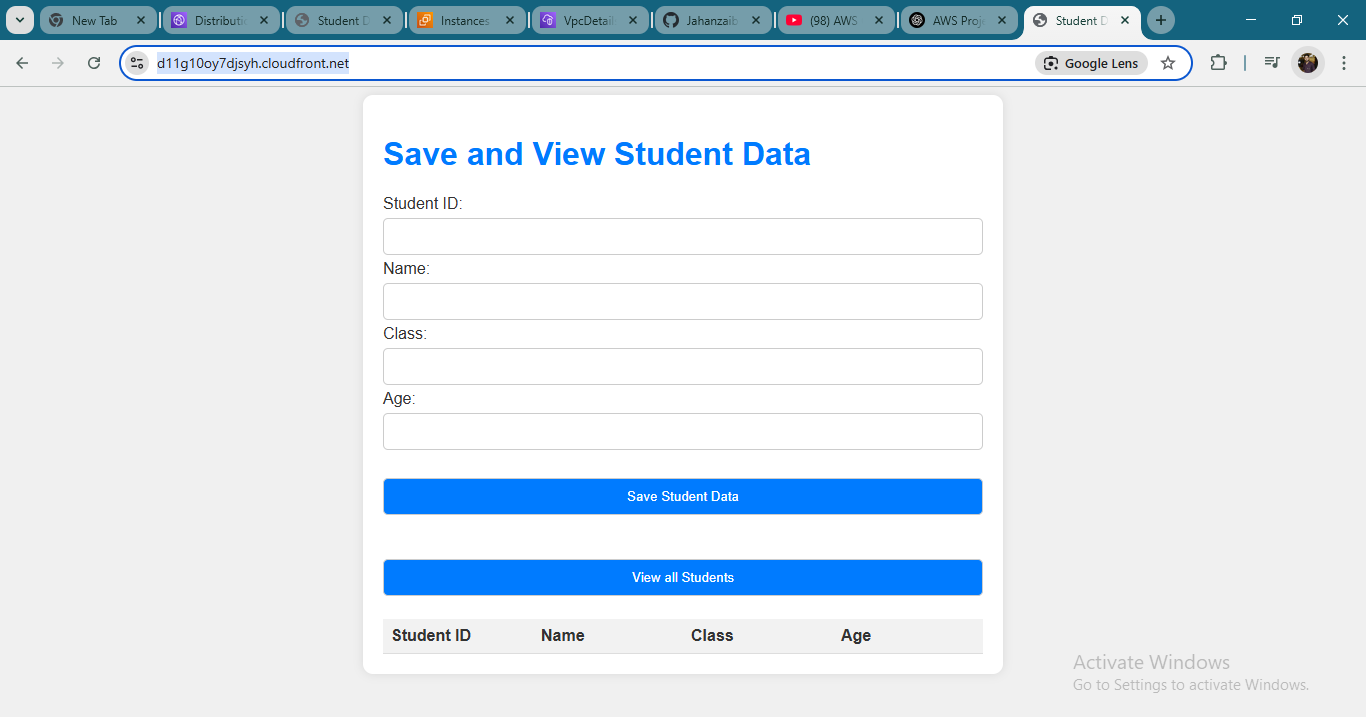 New Tab
Distributi
Student D
Instances
VpcDetail
Jahanzaib
(98) AWS
AWS Proj
Student D
d11g10oy7djsyh.cloudfront.net
Google Lens
Save and View Student Data
Student ID:
Name:
Class:
Age:
Save Student Data
View all Students
Student ID Name Class Age
Activate Windows
Go to Settings to activate Windows.